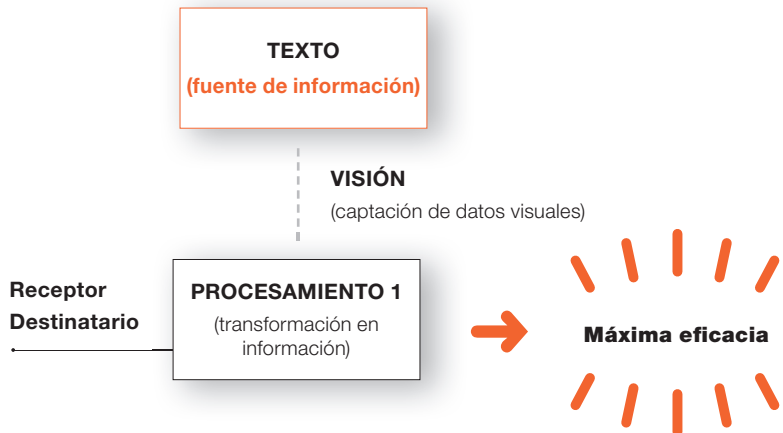 TEXTO
(fuente de información)
VISIÓN
(captación de datos visuales)
Receptor
Destinatario
PROCESAMIENTO 1
(transformación en
información)
Máxima eficacia